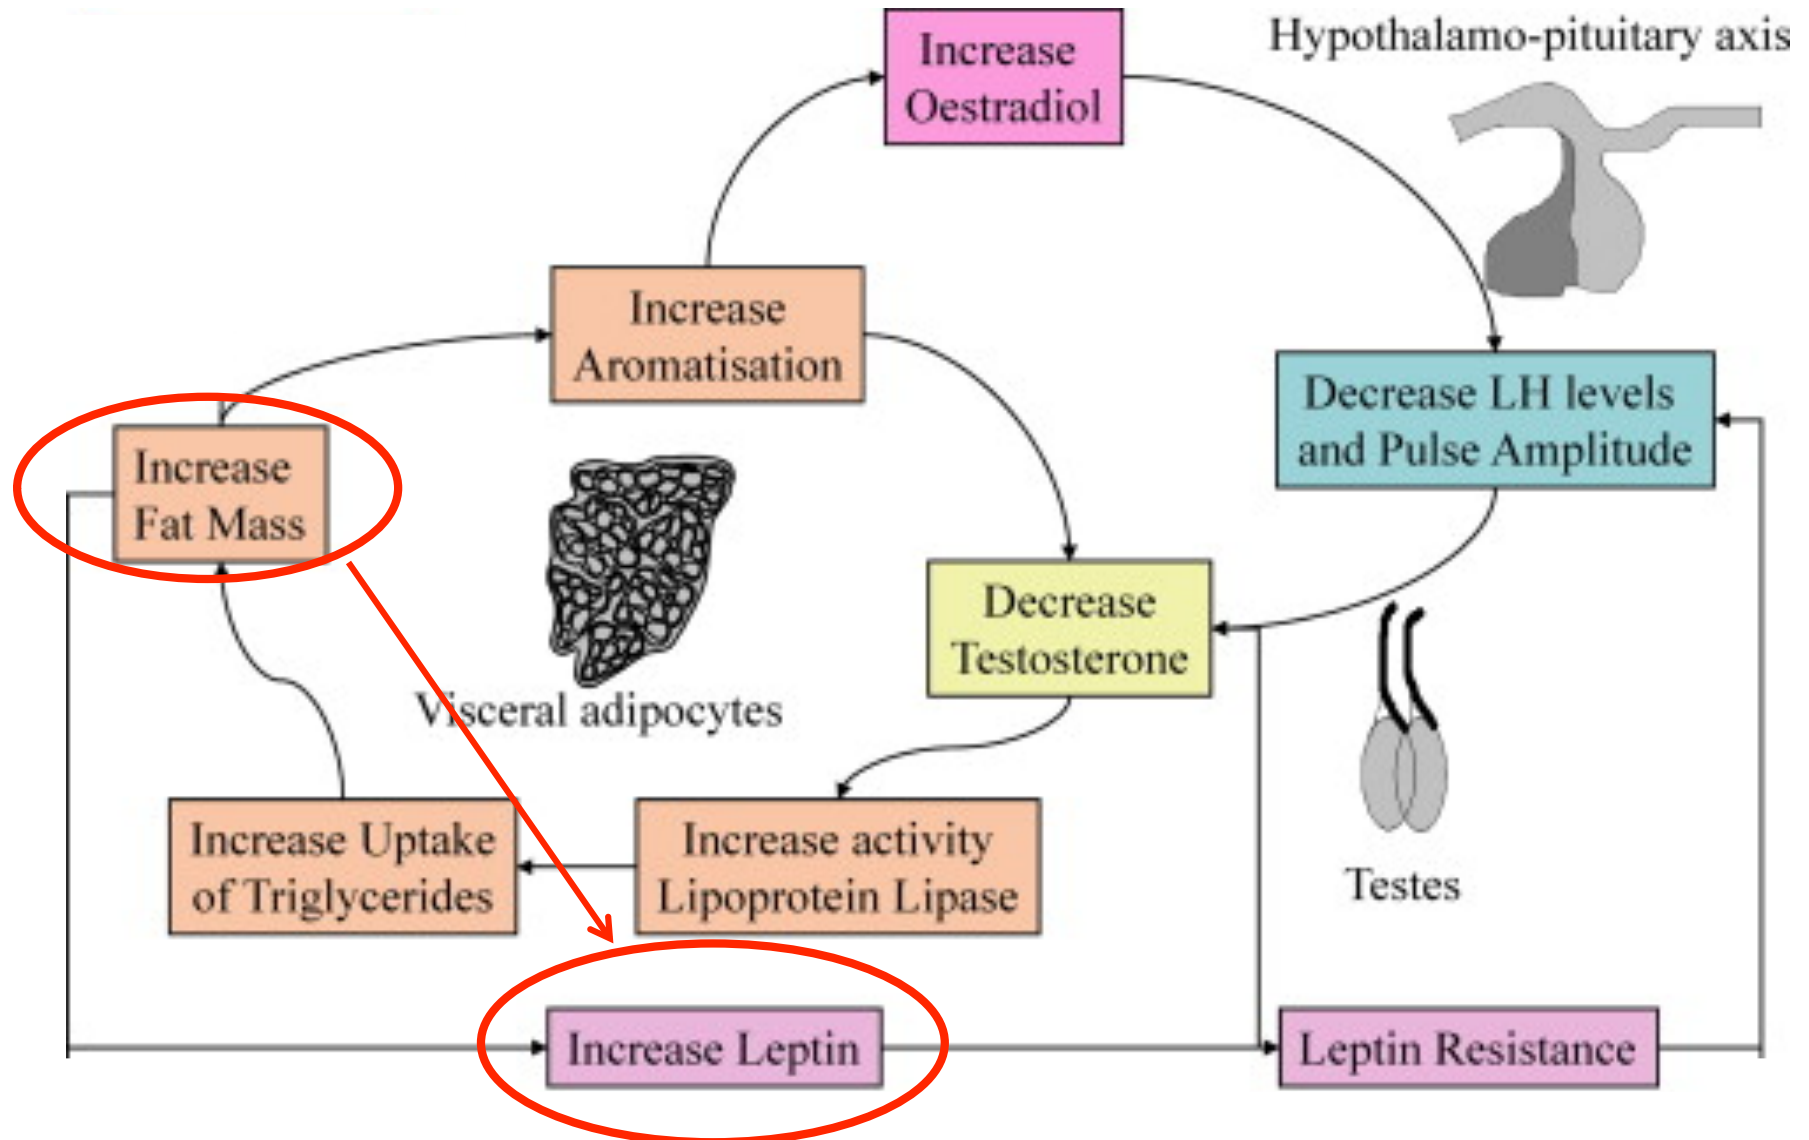 Increase
Oestradiol
Hypothalamo-pituitary axis
Increase
Aromatisation
Decrease LH levels
and Pulse Amplitude
Increase
Fat Mass
Visceral adipocytes
Decrease
Testosterone
Increase Uptake
of Triglycerides
Increase activity
Lipoprotein Lipase
Testes
Increase Leptin
Leptin Resistance